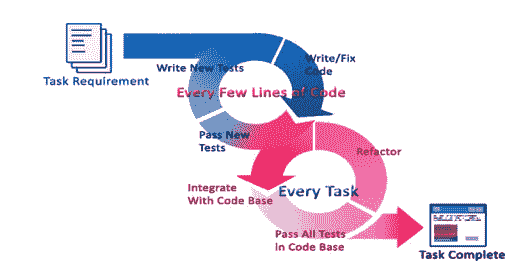 Task Requirement
Write New Tests
Write/Fix
Code
Every Few Lines of Code
Pass New
Tests
Refactor
Integrate
With Code Base
Every Task
Pass All Tests
in Code Base
Task Complete